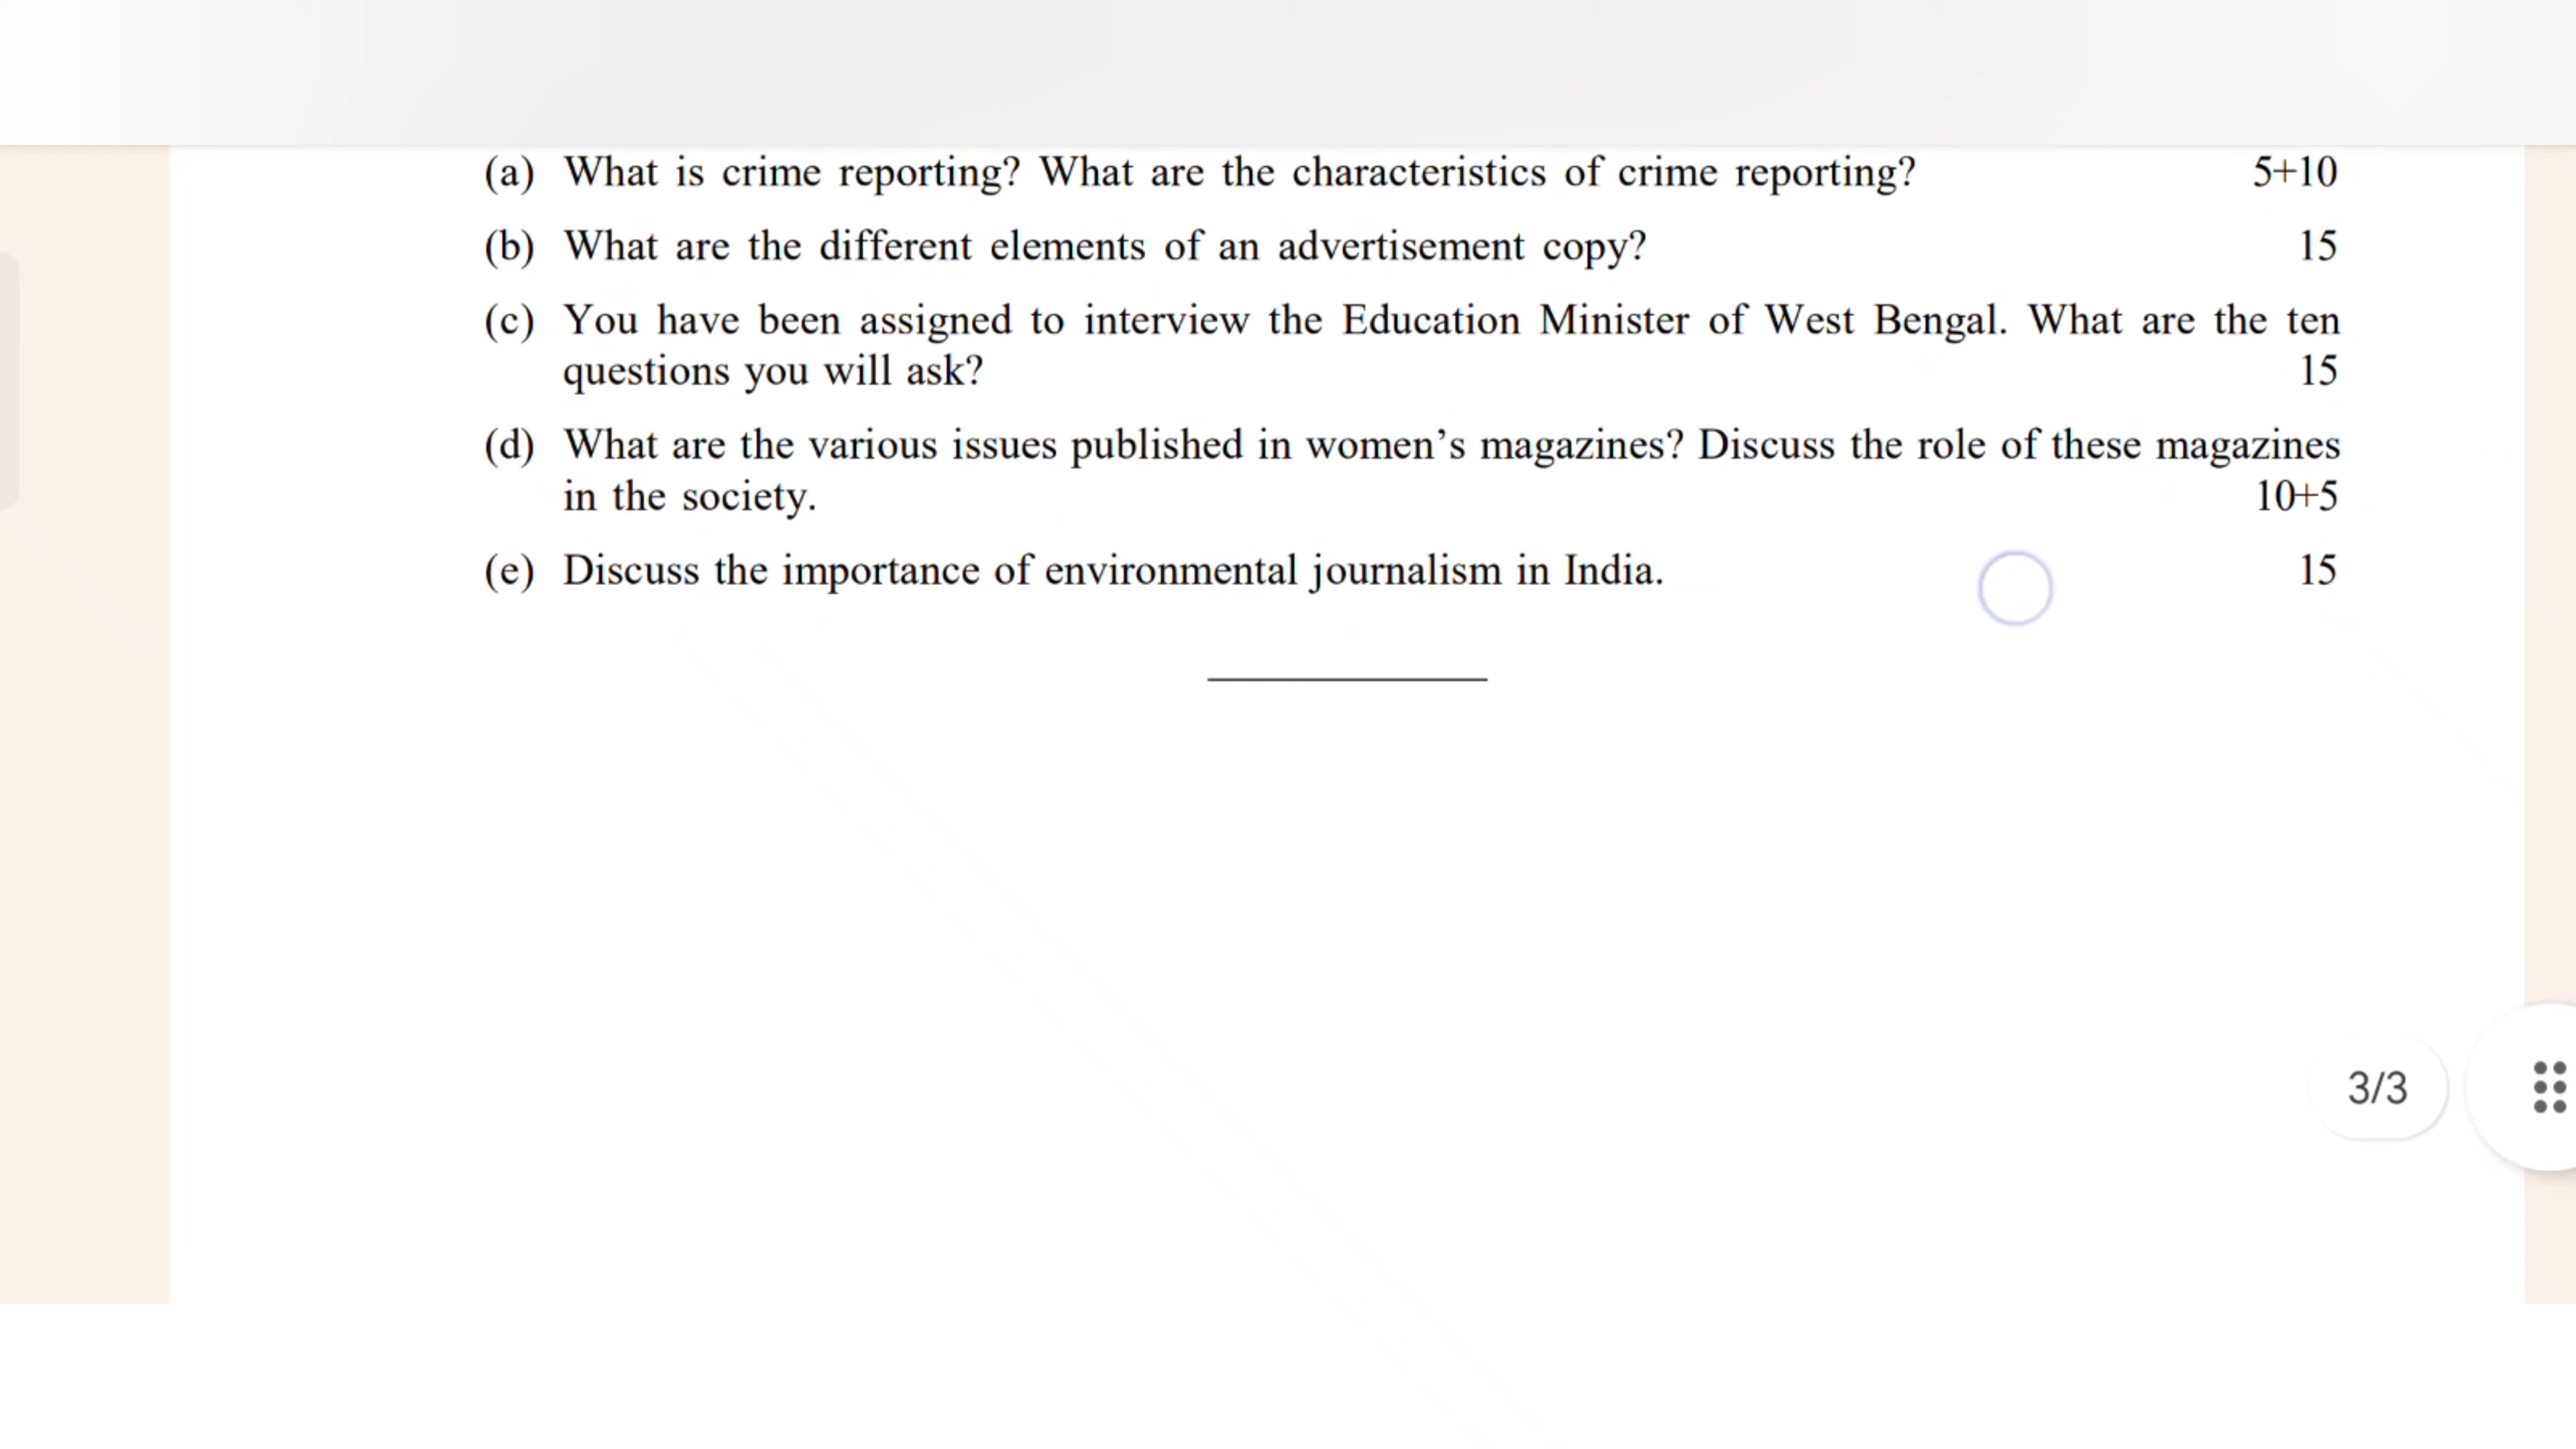 (a) What is crime reporting? What are the characteristics of crime reporting? 5+10
(b) What are the different elements of an advertisement copy? 15
(c) You have been assigned to interview the Education Minister of West Bengal. What are the ten
questions you will ask? 15
(d) What are the various issues published in women's magazines? Discuss the role of these magazines
in the society. 10+5
(e) Discuss the importance of environmental journalism in India. 15
3/3